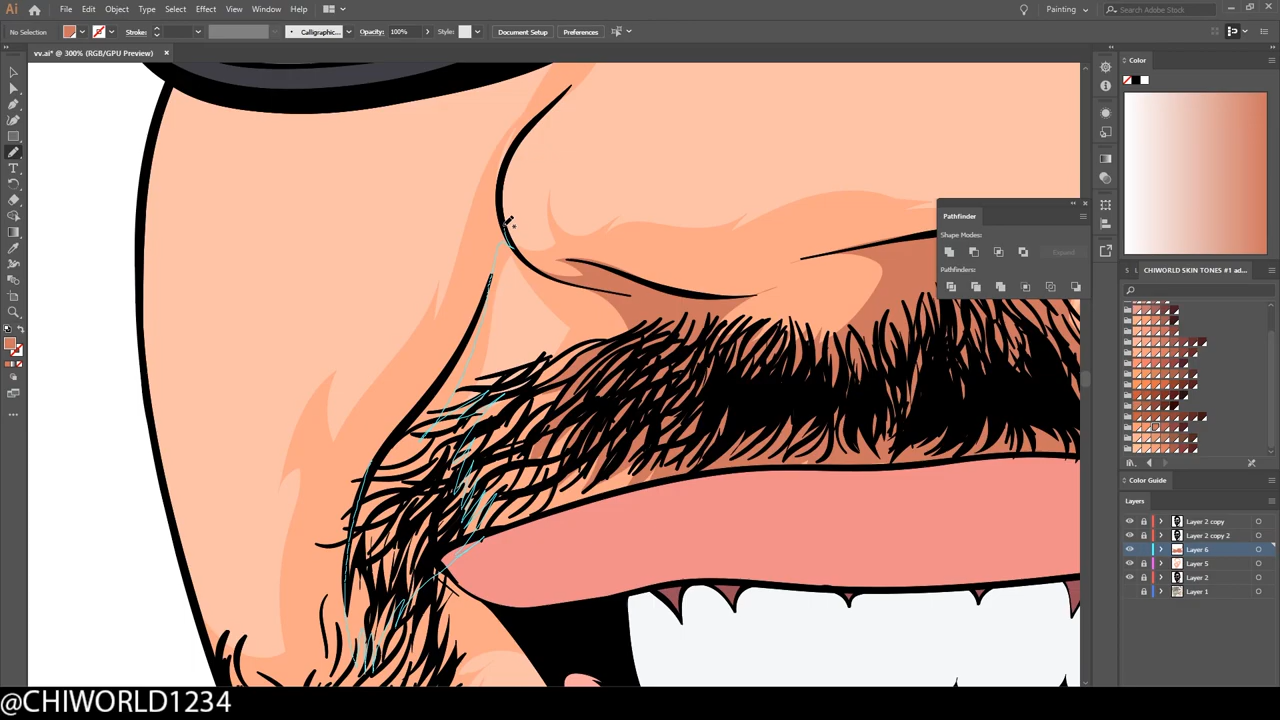 Ai File Edit Object Type Select Effect View Window Help Painting Search Adobe Stock
No Selection Stroke: Calligraphic... Opacity: 100% Style: Document Setup Preferences
vv.ai* @ 300% (RGB/GPU Preview) ×
Color
Pathfinder
Shape Modes:
Expand
Pathfinders:
S L CHIWORLD SKIN TONES #1 ad...
Color Guide
Layers
Layer 2 copy
Layer 2 copy 2
Layer 6
Layer 5
Layer 2
Layer 1
@CHIWORLD1234